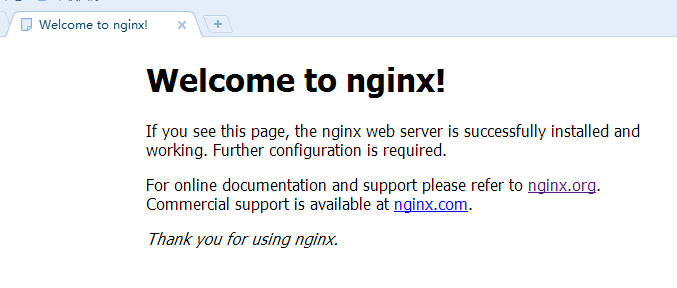 Welcome to nginx!
Welcome to nginx!
If you see this page, the nginx web server is successfully installed and
working. Further configuration is required.
For online documentation and support please refer to nginx.org.
Commercial support is available at nginx.com.
Thank you for using nginx.